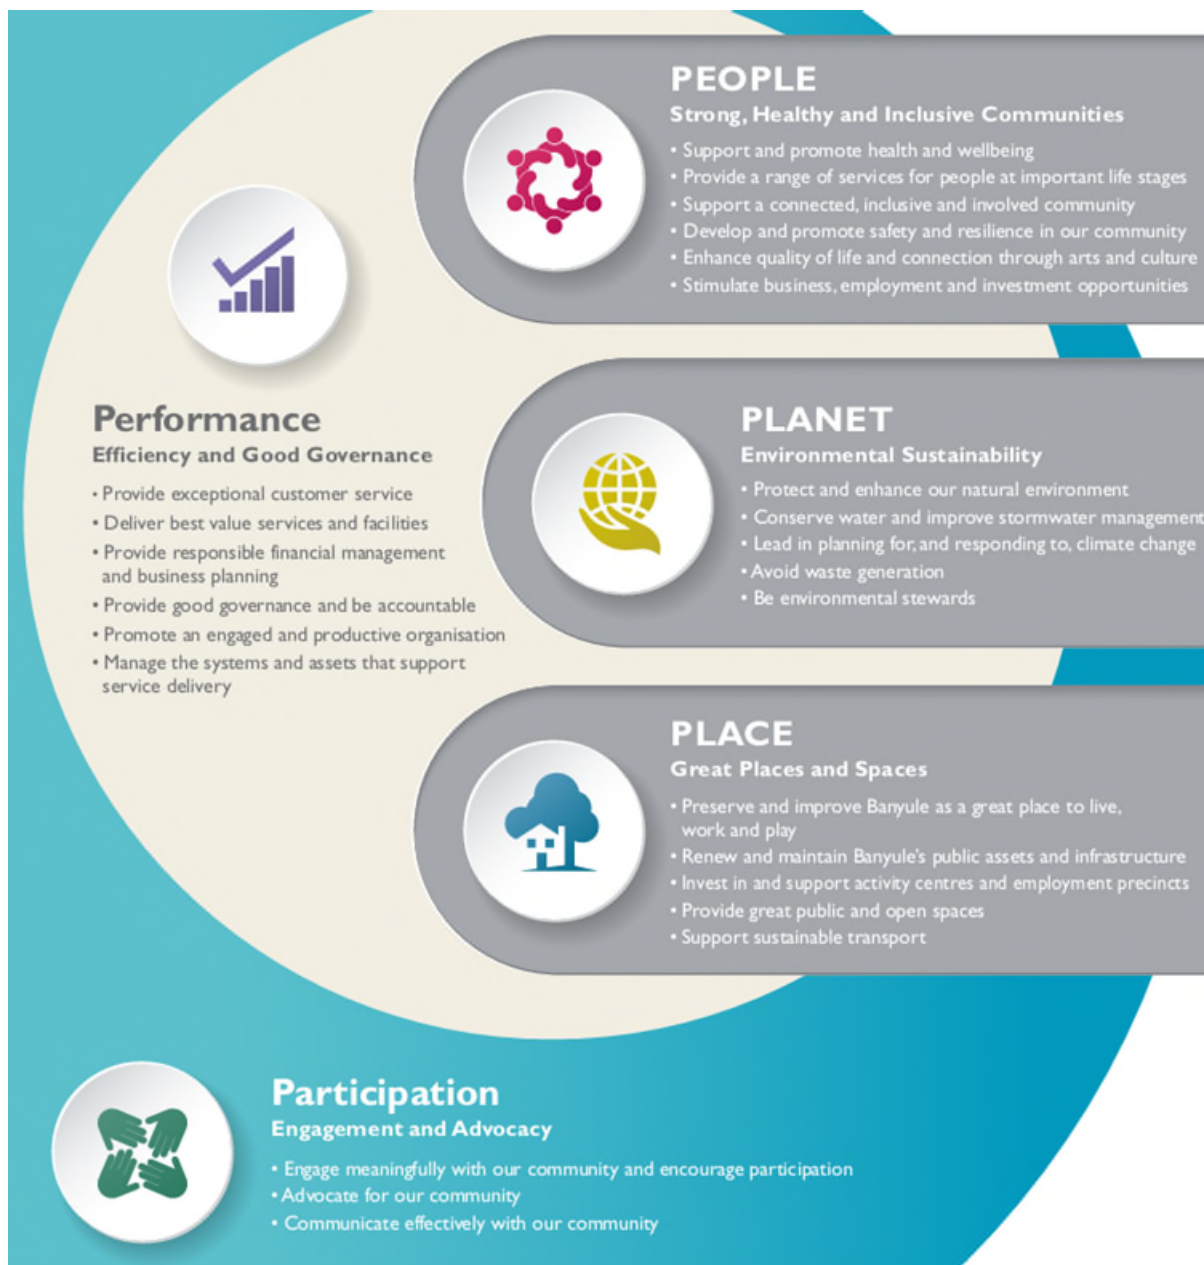 PEOPLE
Strong, Healthy and Inclusive Communities
• Support and promote health and wellbeing
• Provide a range of services for people at important life stages
• Support a connected, inclusive and involved community
• Develop and promote safety and resilience in our community
• Enhance quality of life and connection through arts and culture
• Stimulate business, employment and investment opportunities
Performance
Efficiency and Good Governance
• Provide exceptional customer service
• Deliver best value services and facilities
• Provide responsible financial management
and business planning
• Provide good governance and be accountable
• Promote an engaged and productive organisation
• Manage the systems and assets that support
service delivery
PLANET
Environmental Sustainability
• Protect and enhance our natural environment
• Conserve water and improve stormwater management
• Lead in planning for, and responding to, climate change
• Avoid waste generation
• Be environmental stewards
PLACE
Great Places and Spaces
• Preserve and improve Banyule as a great place to live,
work and play
• Renew and maintain Banyule's public assets and infrastructure
• Invest in and support activity centres and employment precincts
• Provide great public and open spaces
• Support sustainable transport
Participation
Engagement and Advocacy
• Engage meaningfully with our community and encourage participation
• Advocate for our community
• Communicate effectively with our community